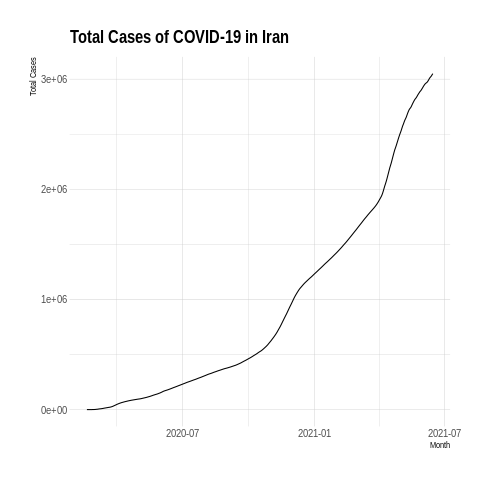 Total Cases of COVID-19 in Iran
Total Cases
3e+06
2e+06
1e+06
0e+00
2020-07 2021-01 2021-07
Month